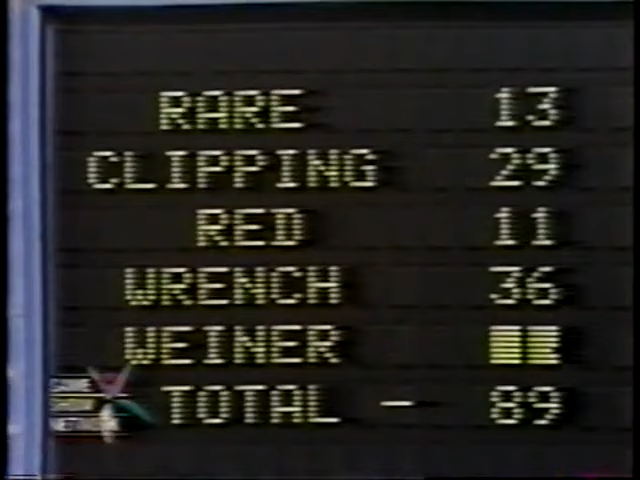 RARE 13
CLIPPING 29
RED 11
WRENCH 36
WEINER
TOTAL - 89